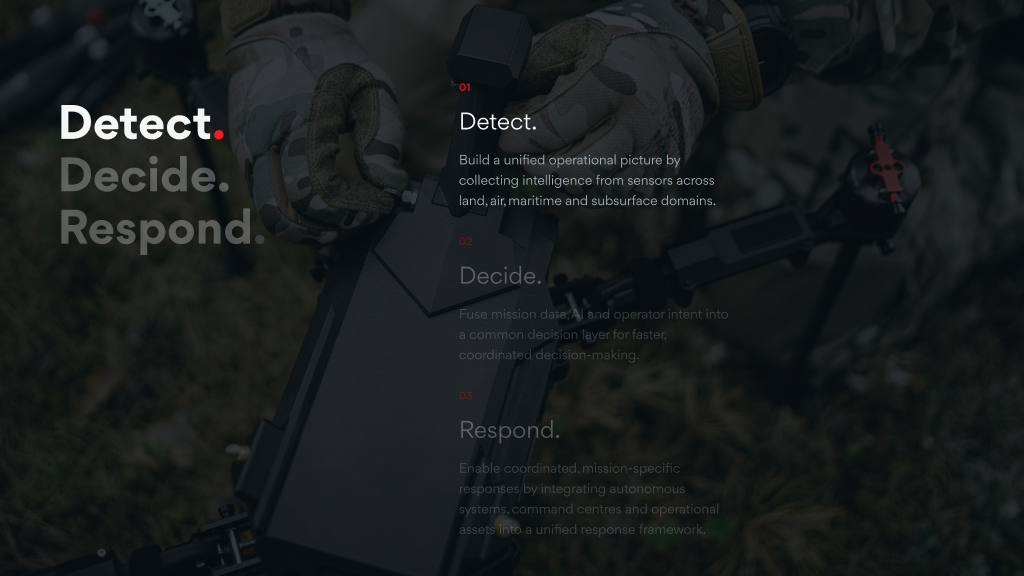 Detect.
Decide.
Respond.
01
Detect.
Build a unified operational picture by
collecting intelligence from sensors across
land, air, maritime and subsurface domains.
02
Decide.
Fuse mission data, AI and operator intent into
a common decision layer for faster,
coordinated decision-making.
03
Respond.
Enable coordinated, mission-specific
responses by integrating autonomous
systems, command centres and operational
assets into a unified response framework.